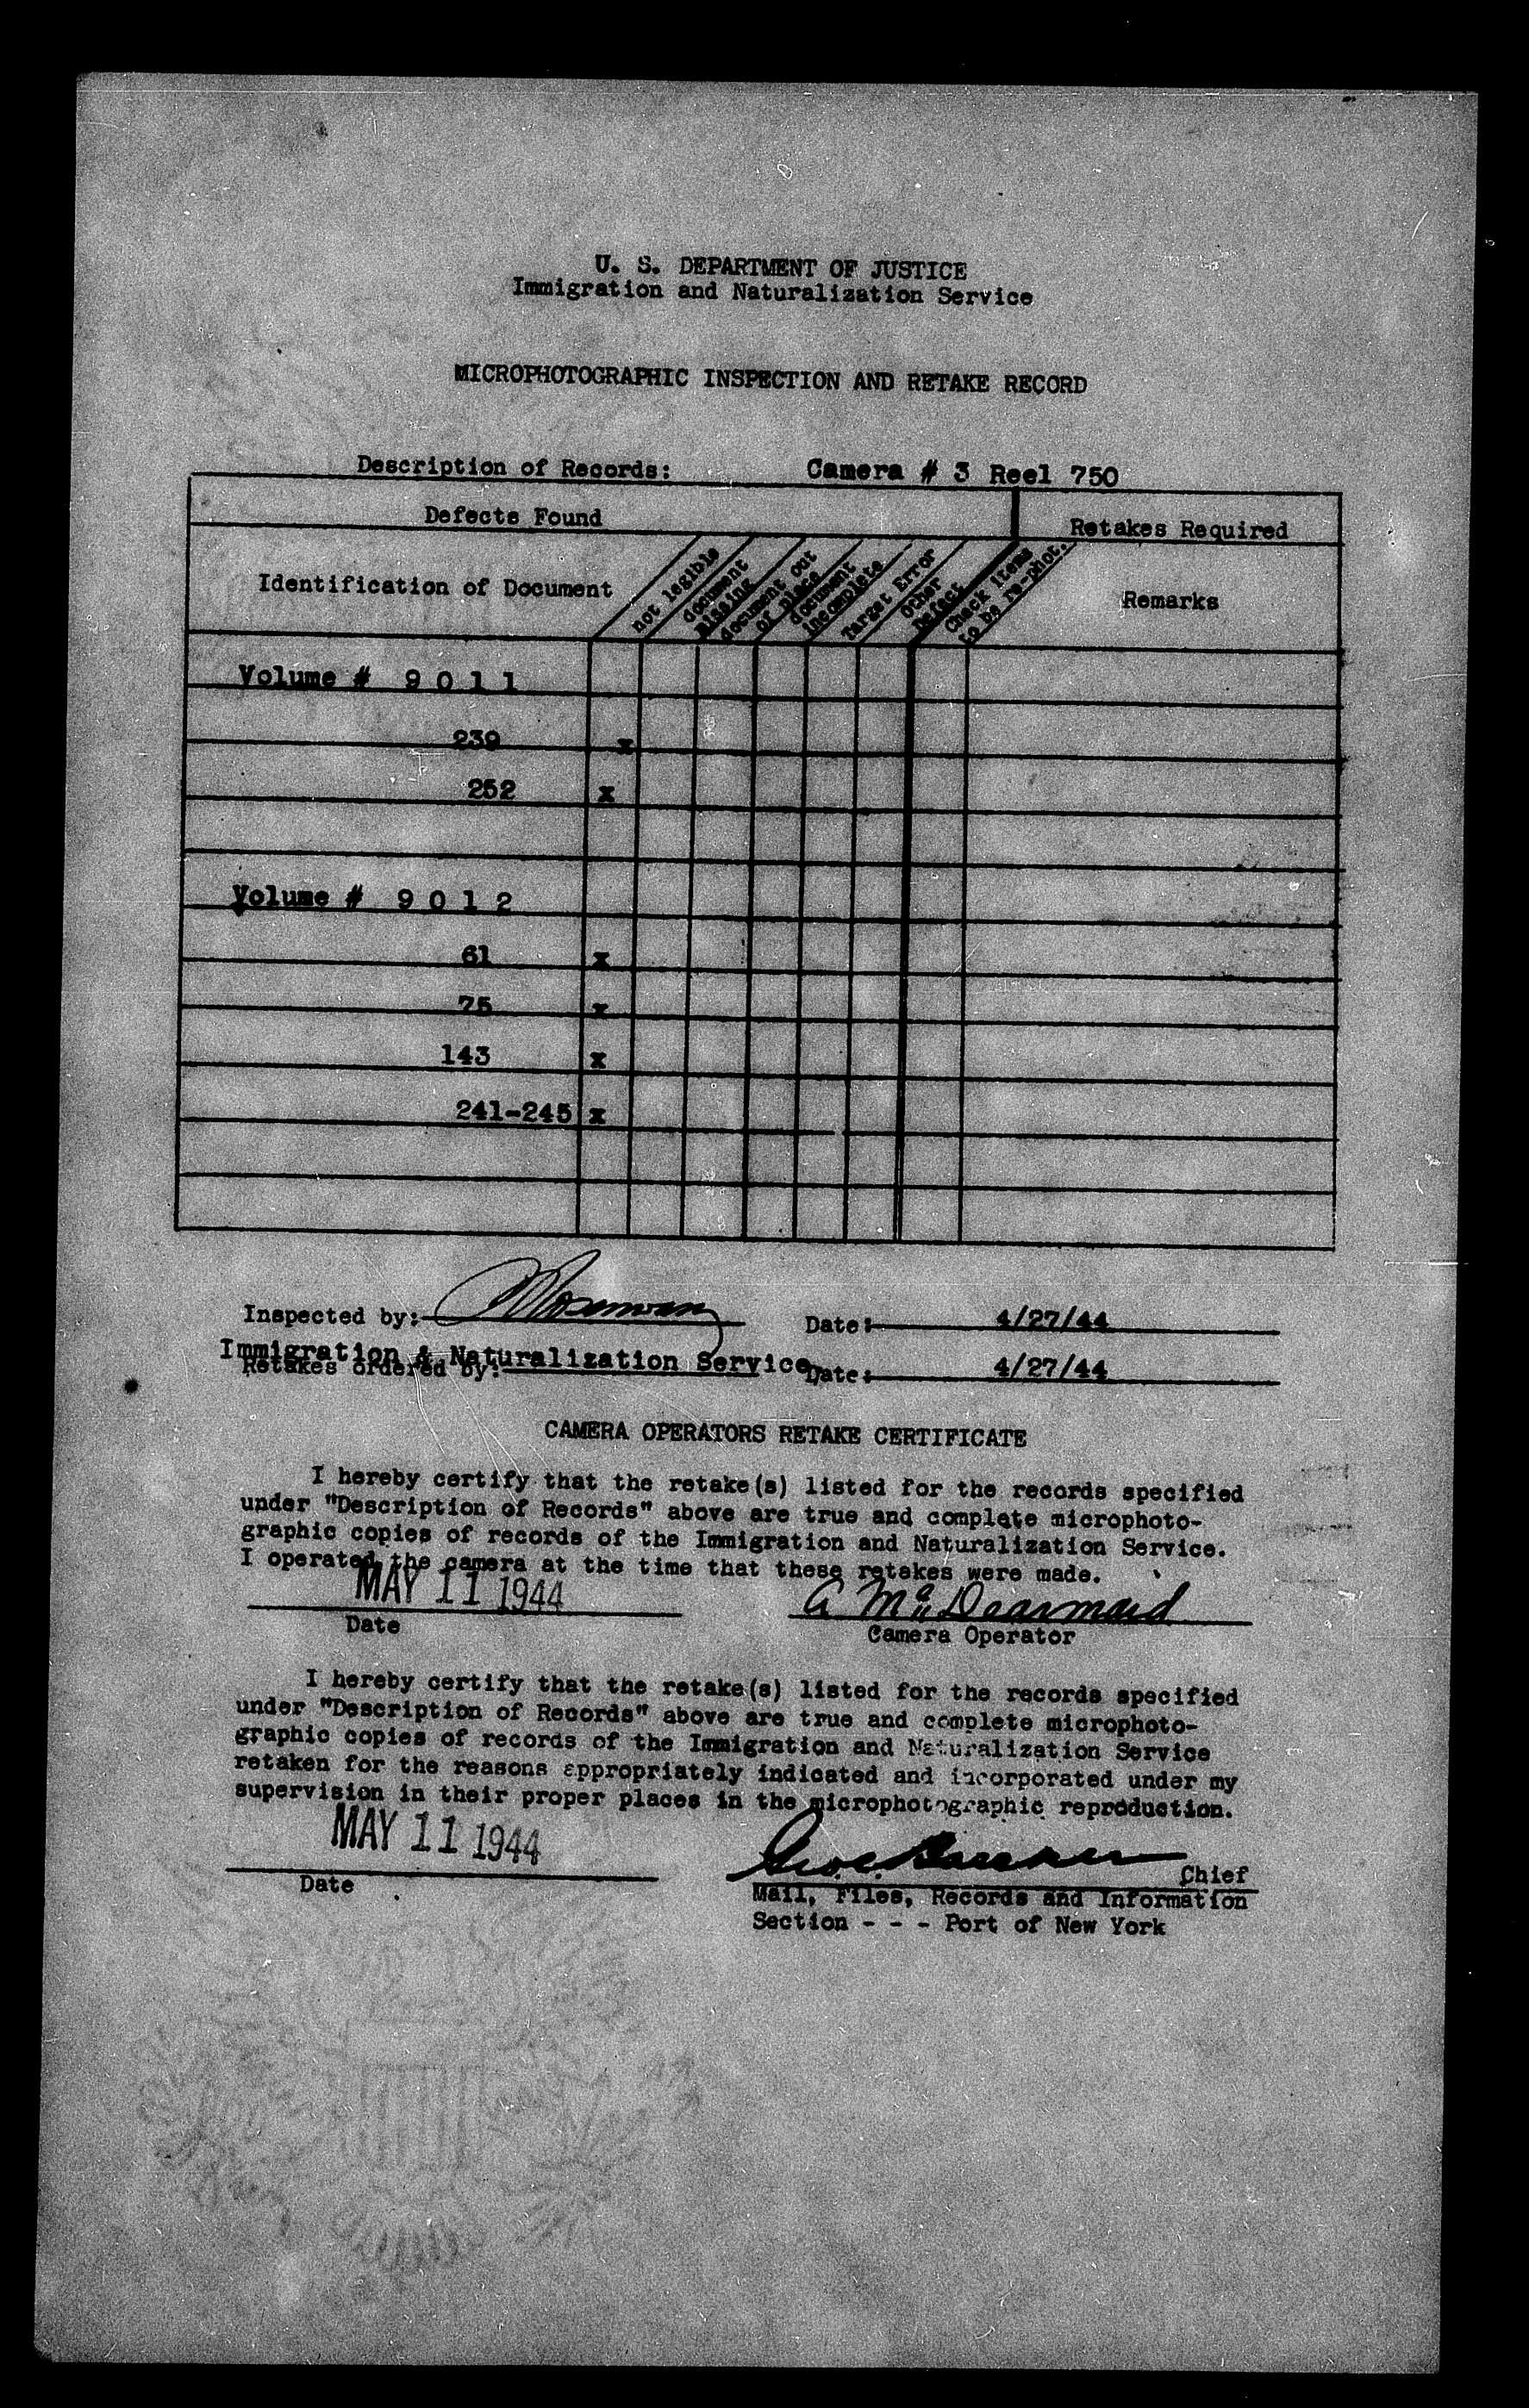 U. S. DEPARTMENT OF JUSTICE
Immigration and Naturalization Service
MICROPHOTOGRAPHIC INSPECTION AND RETAKE RECORD
Description of Records: Camera # 3 Reel 750
Defects Found
Retakes Required
Identification of Document
not legible
document missing
document out of place
document incomplete
Target Error
Other Defect
Check items to be re-phot.
Remarks
Volume # 9 0 1 1
239 x
252 x
Volume # 9 0 1 2
61 x
75 x
143 x
241-245 x
Inspected by: Date: 4/27/44
Immigration & Naturalization Service
Retakes ordered by: Date: 4/27/44
CAMERA OPERATORS RETAKE CERTIFICATE
I hereby certify that the retake(s) listed for the records specified
under "Description of Records" above are true and complete microphoto-
graphic copies of records of the Immigration and Naturalization Service.
I operated the camera at the time that these retakes were made.
MAY 11 1944
Date
Camera Operator
I hereby certify that the retake(s) listed for the records specified
under "Description of Records" above are true and complete microphoto-
graphic copies of records of the Immigration and Naturalization Service
retaken for the reasons appropriately indicated and incorporated under my
supervision in their proper places in the microphotographic reproduction.
MAY 11 1944
Date
Chief
Mail, Files, Records and Information
Section - - - Port of New York